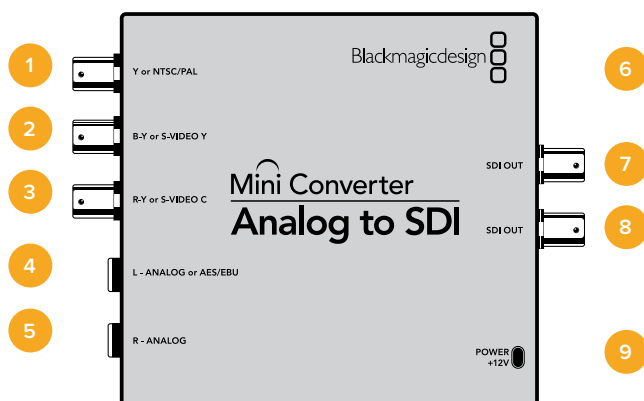 1
Y or NTSC/PAL
Blackmagicdesign
6
2
B-Y or S-VIDEO Y
SDI OUT
7
3
R-Y or S-VIDEO C
Mini Converter
Analog to SDI
SDI OUT
8
4
L - ANALOG or AES/EBU
5
R - ANALOG
POWER
+12V
9